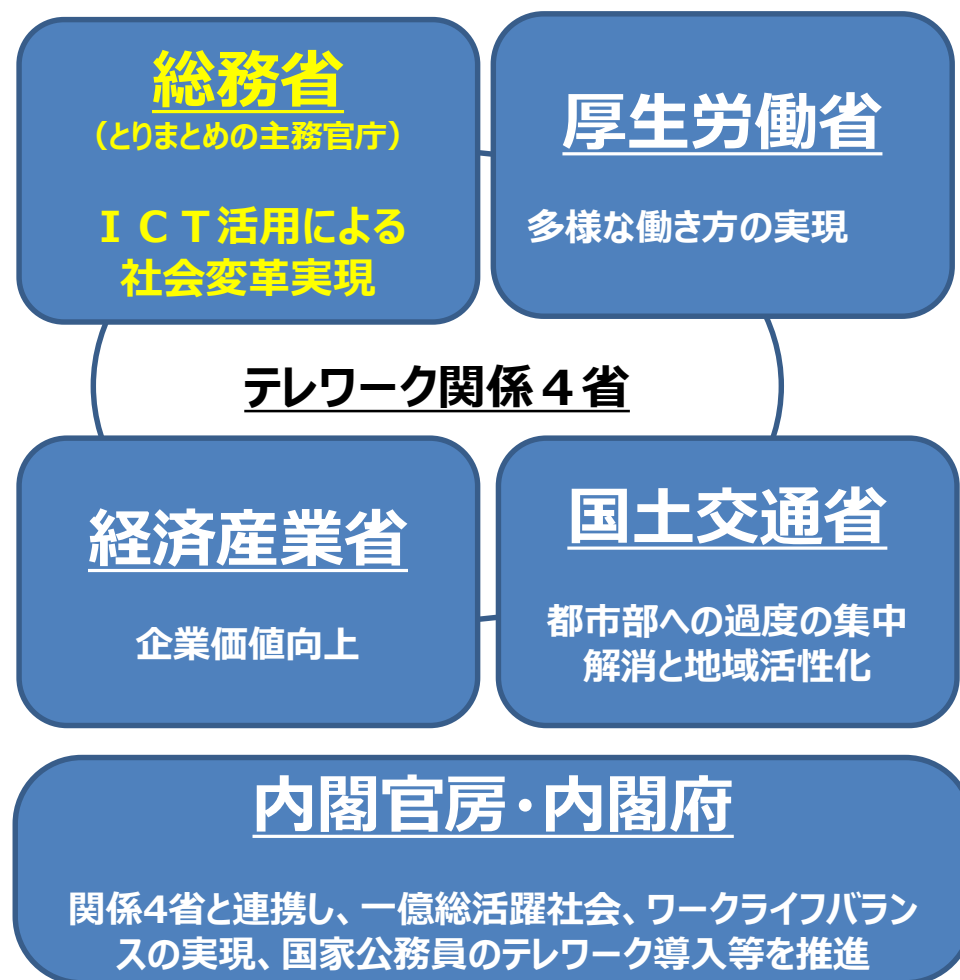 総務省
（とりまとめの主務官庁）
ＩＣＴ活用による
社会変革実現
厚生労働省
多様な働き方の実現
テレワーク関係４省
経済産業省
企業価値向上
国土交通省
都市部への過度の集中
解消と地域活性化
内閣官房・内閣府
関係4省と連携し、一億総活躍社会、ワークライフバラン
スの実現、国家公務員のテレワーク導入等を推進